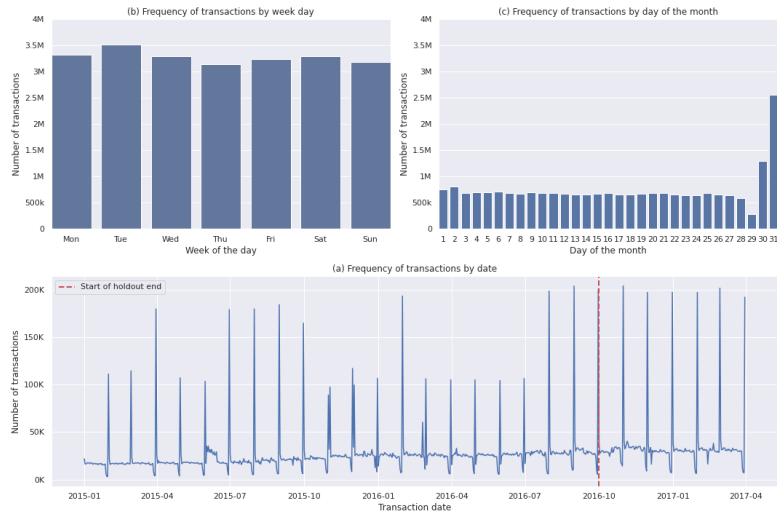 (b) Frequency of transactions by week day
4M
3.5M
3M
2.5M
2M
1.5M
1M
500k
0
Number of transactions
Mon Tue Wed Thu Fri Sat Sun
Week of the day
(c) Frequency of transactions by day of the month
4M
3.5M
3M
2.5M
2M
1.5M
1M
500k
0
Number of transactions
1 2 3 4 5 6 7 8 9 10 11 12 13 14 15 16 17 18 19 20 21 22 23 24 25 26 27 28 29 30 31
Day of the month
(a) Frequency of transactions by date
Start of holdout end
200K
150K
100K
50K
0K
Number of transactions
2015-01 2015-04 2015-07 2015-10 2016-01 2016-04 2016-07 2016-10 2017-01 2017-04
Transaction date